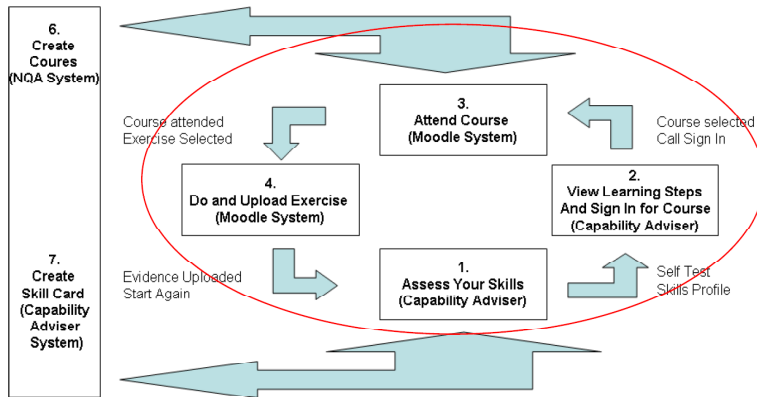 6.
Create
Coures
(NQA System)
7.
Create
Skill Card
(Capability
Adviser
System)
3.
Attend Course
(Moodle System)
Course attended
Exercise Selected
Course selected
Call Sign In
4.
Do and Upload Exercise
(Moodle System)
2.
View Learning Steps
And Sign In for Course
(Capability Adviser)
Evidence Uploaded
Start Again
1.
Assess Your Skills
(Capability Adviser)
Self Test
Skills Profile